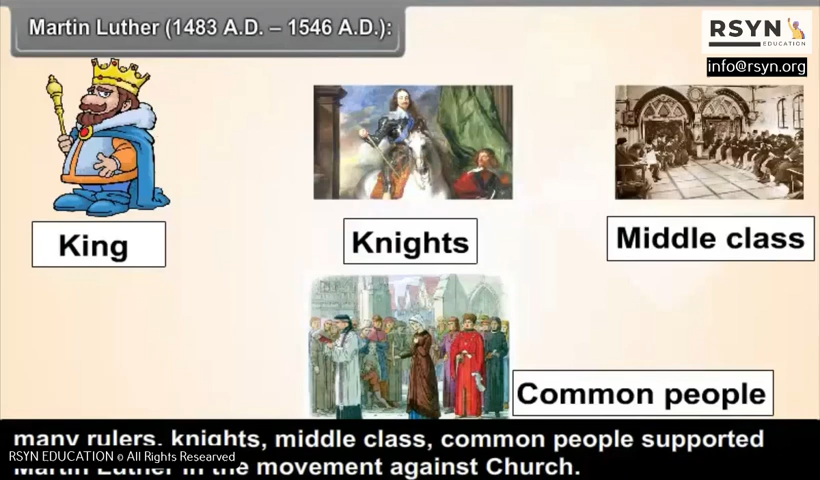 Martin Luther (1483 A.D. – 1546 A.D.):
RSYN
EDUCATION
info@rsyn.org
King
Knights
Middle class
Common people
many rulers, knights, middle class, common people supported
RSYN EDUCATION © All Rights Researved
Martin Luther in the movement against Church.